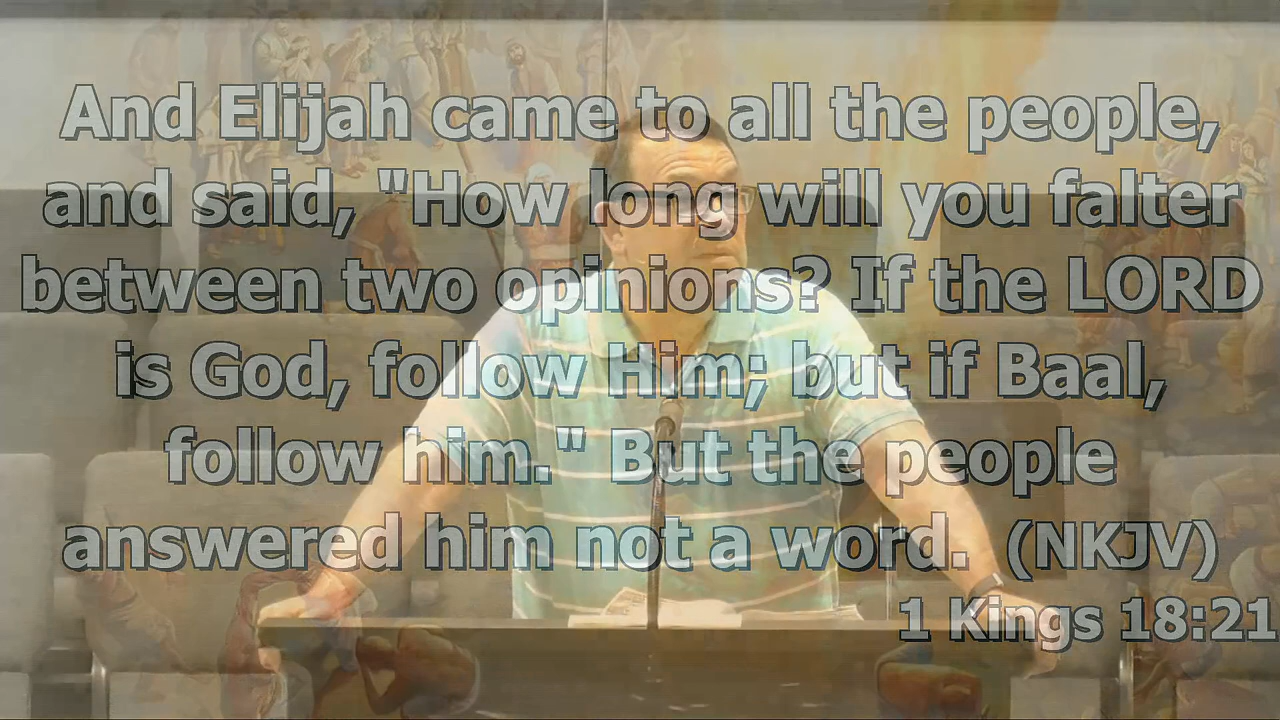 And Elijah came to all the people,
and said, "How long will you falter
between two opinions? If the LORD
is God, follow Him; but if Baal,
follow him." But the people
answered him not a word. (NKJV)
1 Kings 18:21